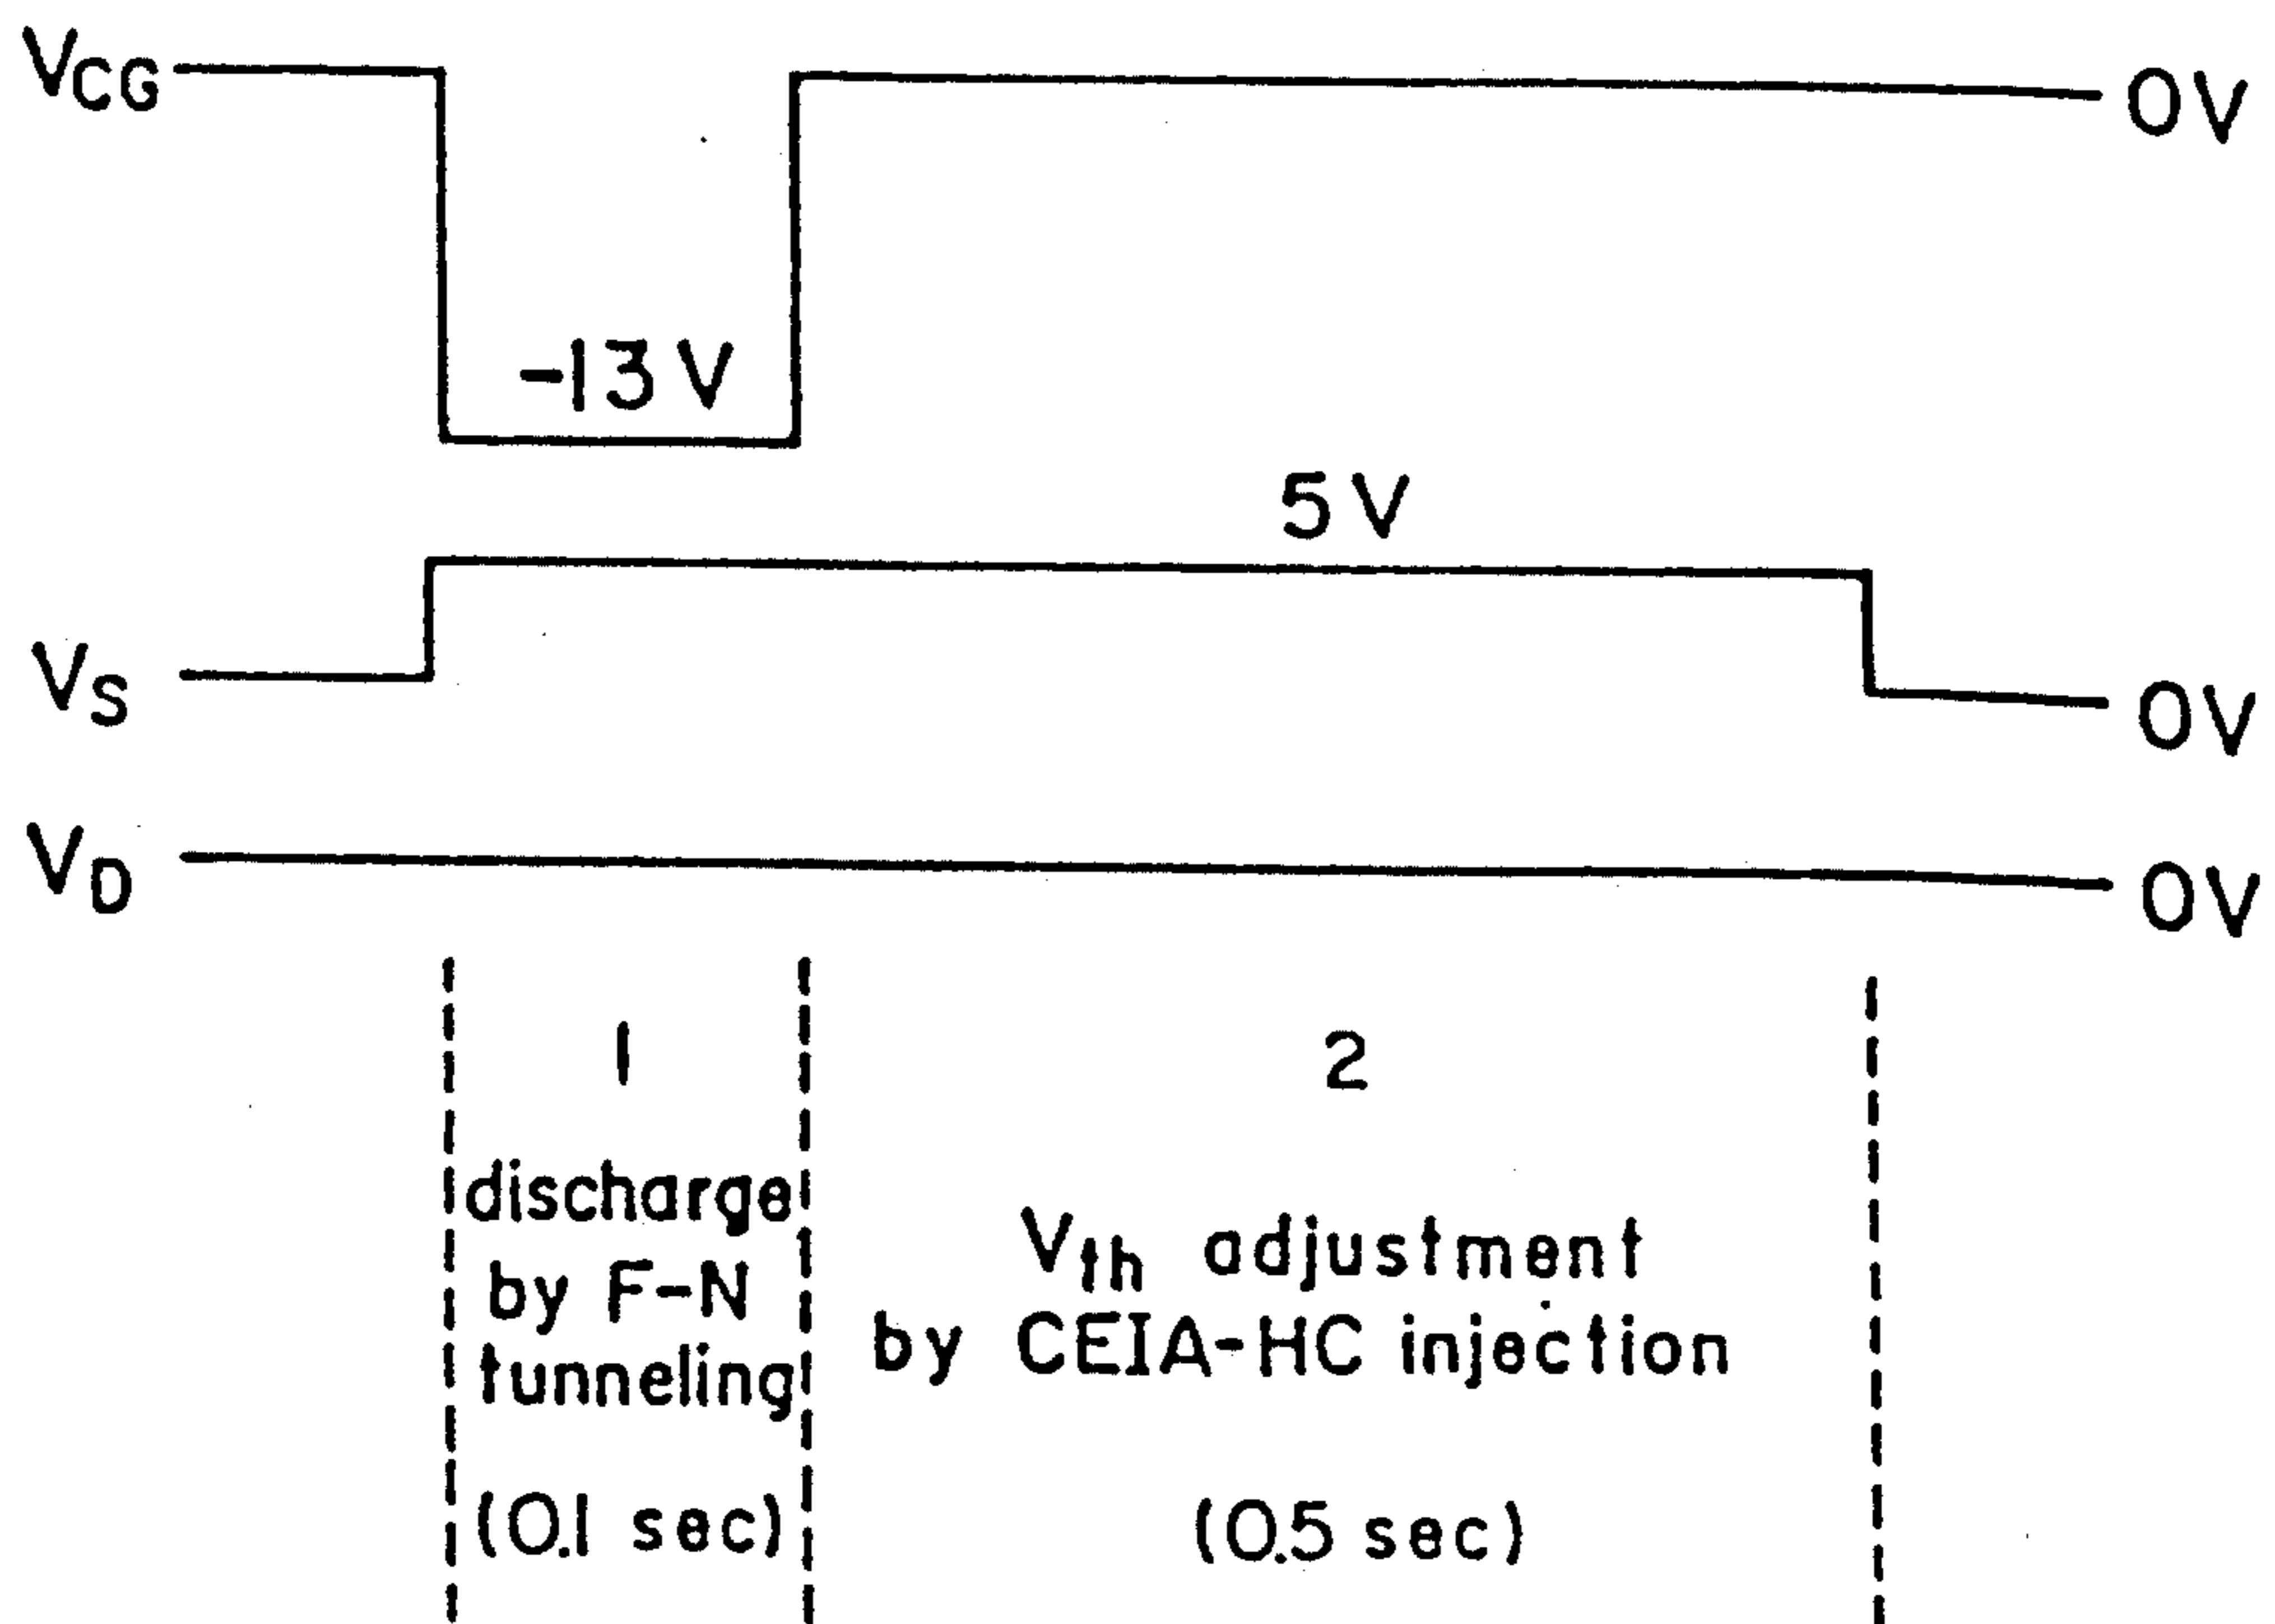 VCG
0V
-13V
5V
VS
0V
VD
0V
1
2
discharge
by F-N
tunneling
Vth adjustment
by CEIA-HC injection
(0.1 sec)
(0.5 sec)